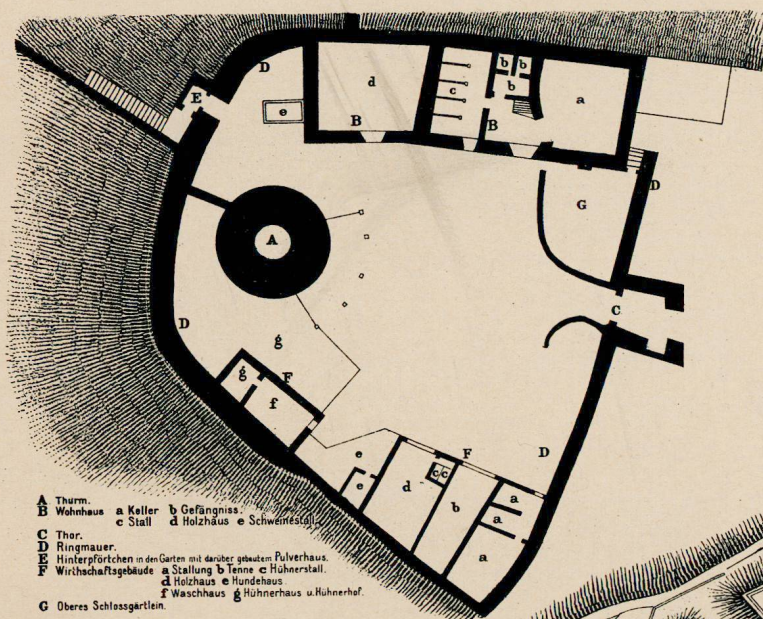 D
E
e
d
B
c
b
b
b
B
a
D
G
A
C
D
g
g
F
f
e
e
d
c
c
F
b
D
a
a
a
A Thurm.
B Wohnhaus a Keller b Gefängniss.
c Stall d Holzhäus e Schweinestall.
C Thor.
D Ringmauer.
E Hinterpförtchen in den Garten mit darüber gebautem Pulverhaus.
F Wirthschaftsgebäude a Stallung b Tenne c Hühnerstall.
d Holzhaus e Hundehaus
f Waschhaus g Hühnerhaus u. Hühnerhof.
G Oberes Schlossgärtlein.